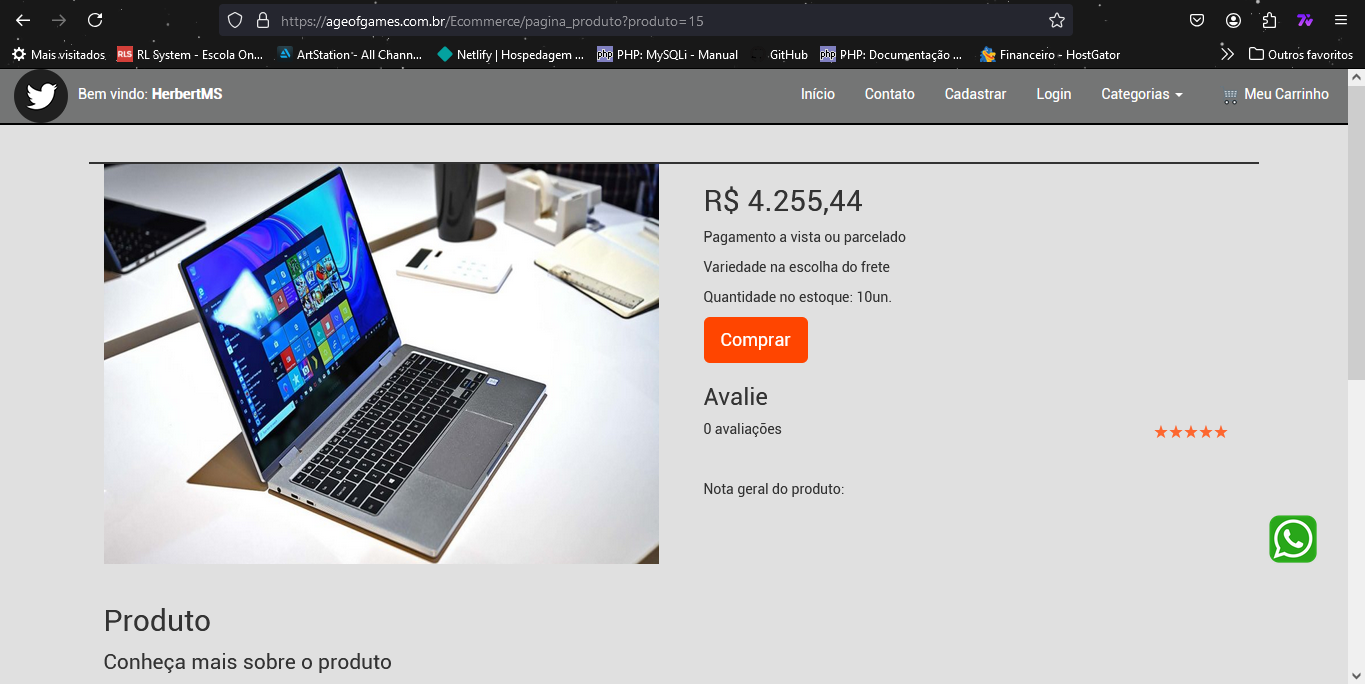 https://ageofgames.com.br/Ecommerce/pagina_produto?produto=15
Mais visitados RLS RL System - Escola On... ArtStation - All Chann... Netlify | Hospedagem ... php PHP: MySQLi - Manual GitHub php PHP: Documentação ... Financeiro - HostGator Outros favoritos
Bem vindo: HerbertMS Início Contato Cadastrar Login Categorias Meu Carrinho
R$ 4.255,44
Pagamento a vista ou parcelado
Variedade na escolha do frete
Quantidade no estoque: 10un.
Comprar
Avalie
0 avaliações
Nota geral do produto:
Produto
Conheça mais sobre o produto